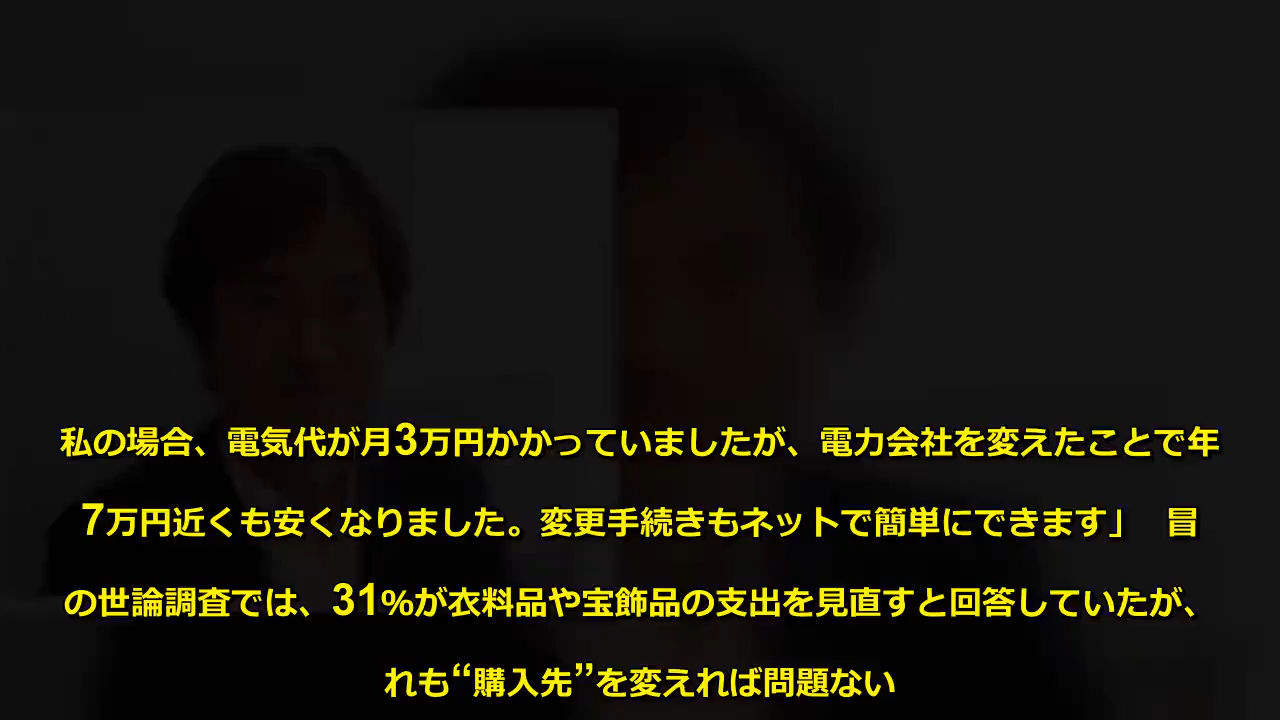 私の場合、電気代が月3万円かかっていましたが、電力会社を変えたことで年
7万円近くも安くなりました。変更手続きもネットで簡単にできます」 冒
の世論調査では、31%が衣料品や宝飾品の支出を見直すと回答していたが、
れも“購入先”を変えれば問題ない